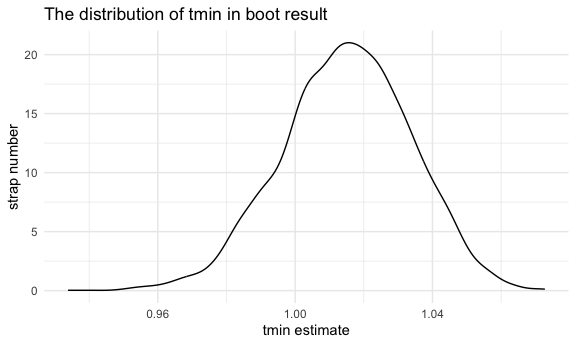 The distribution of tmin in boot result
20
15
10
5
0
strap number
0.96
1.00
1.04
tmin estimate